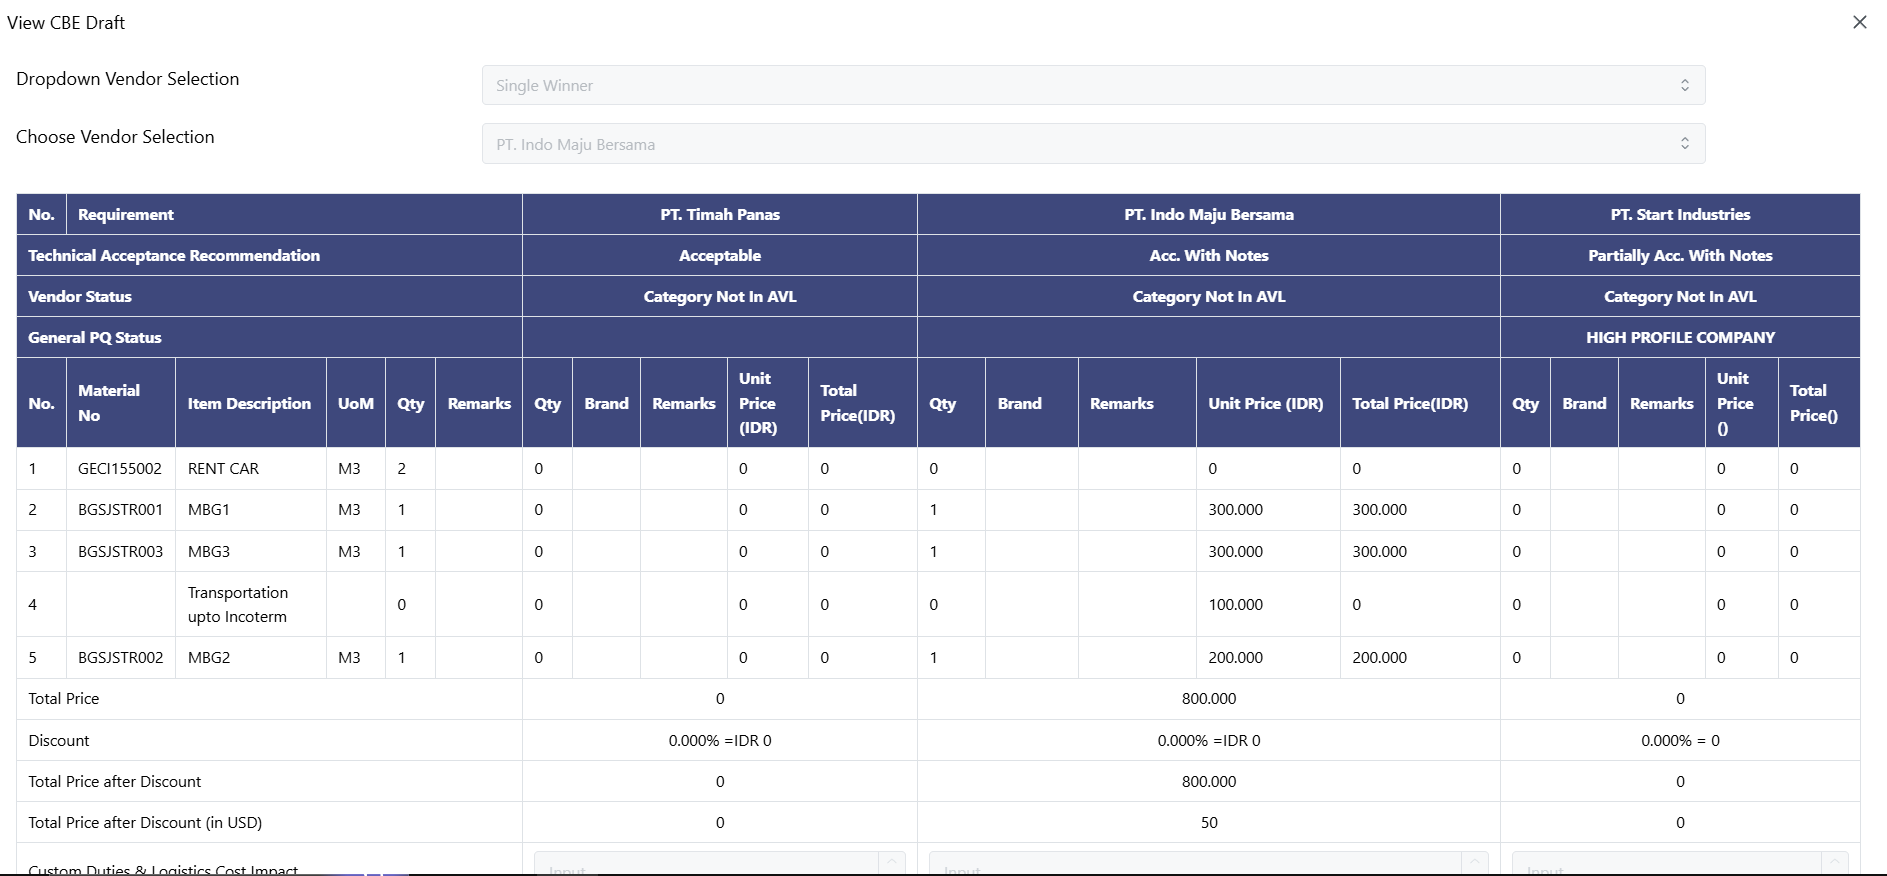 View CBE Draft
Dropdown Vendor Selection
Single Winner
Choose Vendor Selection
PT. Indo Maju Bersama
No. Requirement PT. Timah Panas PT. Indo Maju Bersama PT. Start Industries
Technical Acceptance Recommendation Acceptable Acc. With Notes Partially Acc. With Notes
Vendor Status Category Not In AVL Category Not In AVL Category Not In AVL
General PQ Status HIGH PROFILE COMPANY
No. Material No Item Description UoM Qty Remarks Qty Brand Remarks Unit Price (IDR) Total Price(IDR) Qty Brand Remarks Unit Price (IDR) Total Price(IDR) Qty Brand Remarks Unit Price () Total Price()
1 GECI155002 RENT CAR M3 2 0 0 0 0 0 0 0 0 0
2 BGSJSTR001 MBG1 M3 1 0 0 0 1 300.000 300.000 0 0 0
3 BGSJSTR003 MBG3 M3 1 0 0 0 1 300.000 300.000 0 0 0
4 Transportation upto Incoterm 0 0 0 0 0 100.000 0 0 0 0
5 BGSJSTR002 MBG2 M3 1 0 0 0 1 200.000 200.000 0 0 0
Total Price 0 800.000 0
Discount 0.000% =IDR 0 0.000% =IDR 0 0.000% = 0
Total Price after Discount 0 800.000 0
Total Price after Discount (in USD) 0 50 0
Custom Duties & Logistics Cost Impact Input Input Input